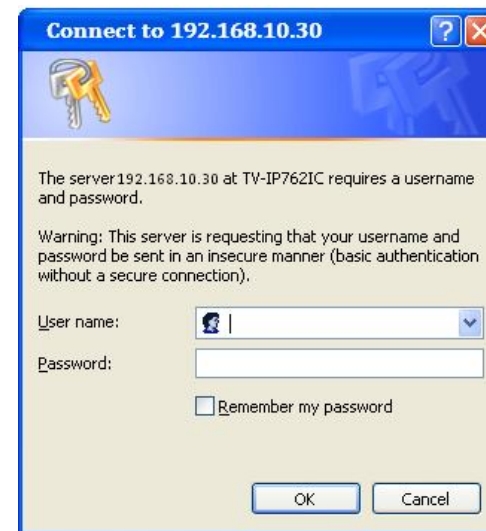 Connect to 192.168.10.30
The server 192.168.10.30 at TV-IP762IC requires a username
and password.
Warning: This server is requesting that your username and
password be sent in an insecure manner (basic authentication
without a secure connection).
User name:
Password:
Remember my password
OK Cancel